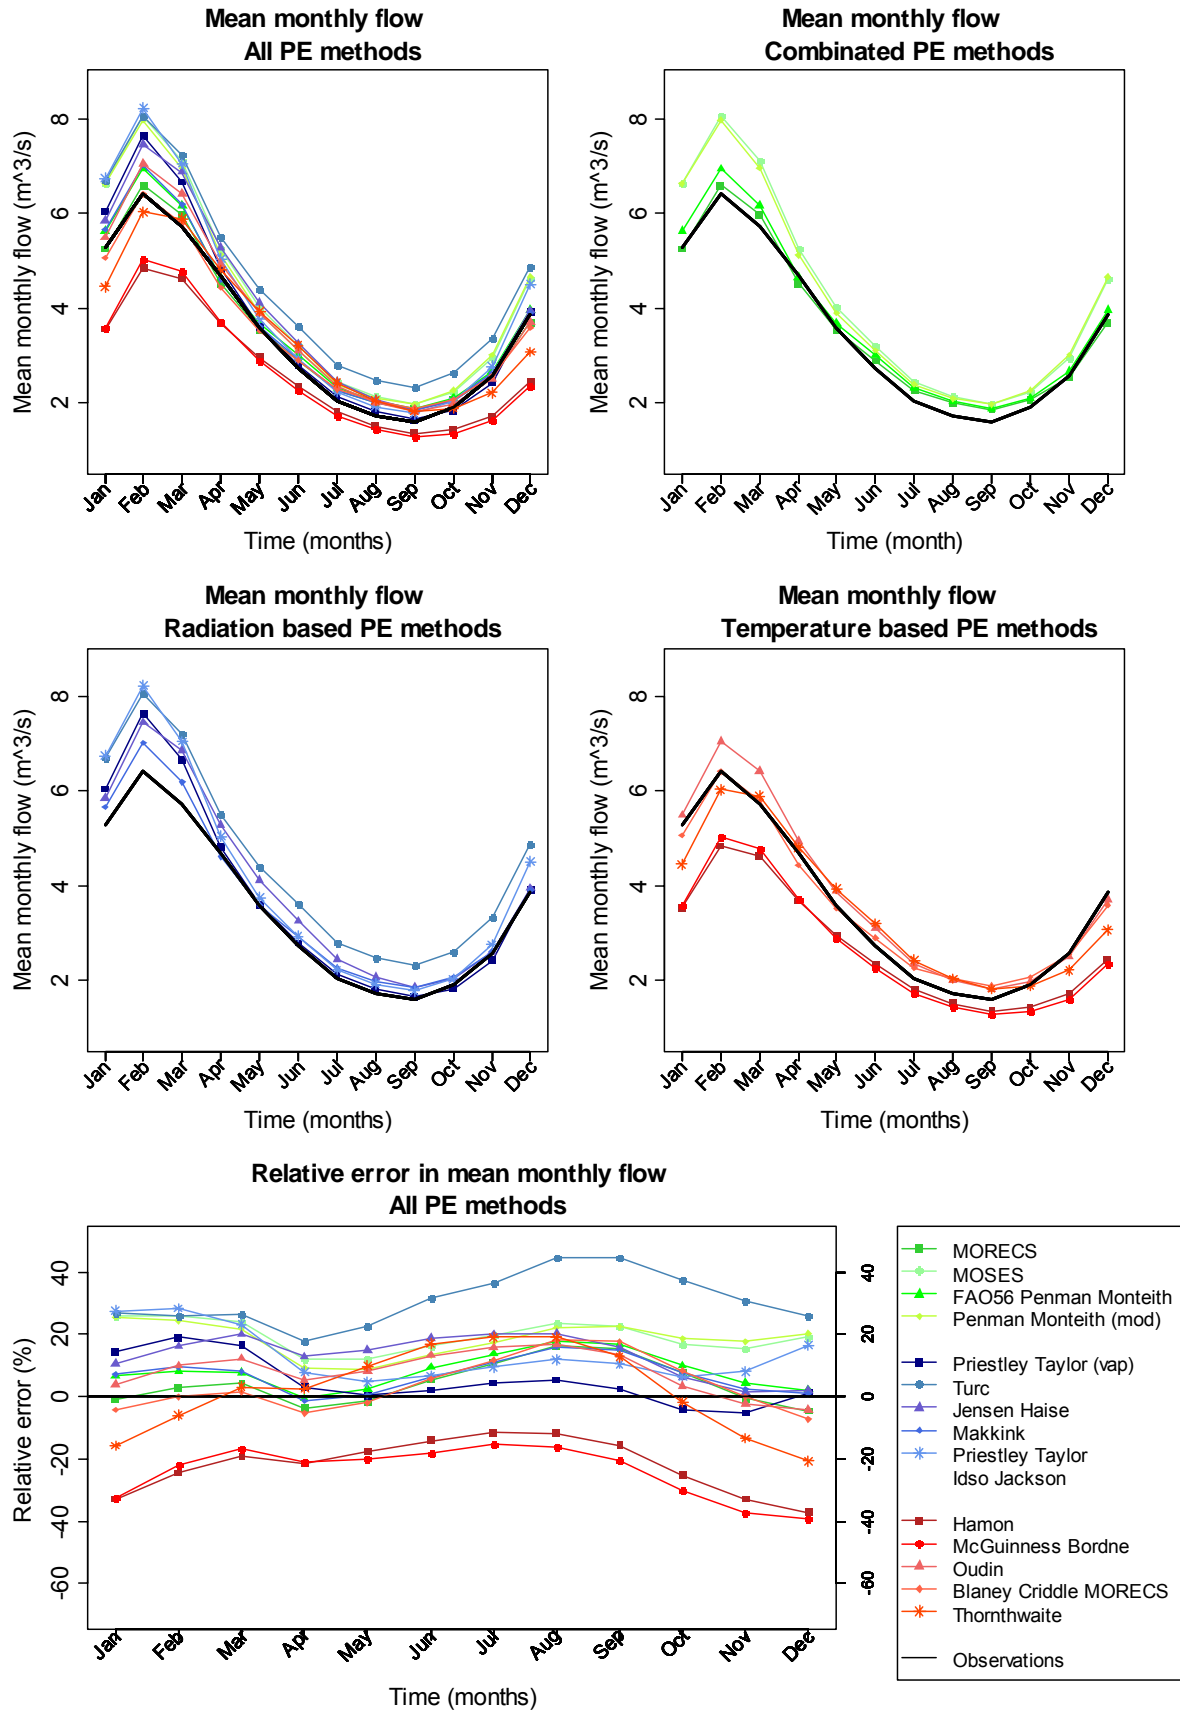 Mean monthly flow
All PE methods
Mean monthly flow (m^3/s)
8
6
4
2
Jan Feb Mar Apr May Jun Jul Aug Sep Oct Nov Dec
Time (months)
Mean monthly flow
Combinated PE methods
Mean monthly flow (m^3/s)
8
6
4
2
Jan Feb Mar Apr May Jun Jul Aug Sep Oct Nov Dec
Time (month)
Mean monthly flow
Radiation based PE methods
Mean monthly flow (m^3/s)
8
6
4
2
Jan Feb Mar Apr May Jun Jul Aug Sep Oct Nov Dec
Time (months)
Mean monthly flow
Temperature based PE methods
Mean monthly flow (m^3/s)
8
6
4
2
Jan Feb Mar Apr May Jun Jul Aug Sep Oct Nov Dec
Time (months)
Relative error in mean monthly flow
All PE methods
Relative error (%)
40
20
0
-20
-40
-60
40
20
0
-20
-40
-60
Jan Feb Mar Apr May Jun Jul Aug Sep Oct Nov Dec
Time (months)
MORECS
MOSES
FAO56 Penman Monteith
Penman Monteith (mod)
Priestley Taylor (vap)
Turc
Jensen Haise
Makkink
Priestley Taylor
Idso Jackson
Hamon
McGuinness Bordne
Oudin
Blaney Criddle MORECS
Thornthwaite
Observations